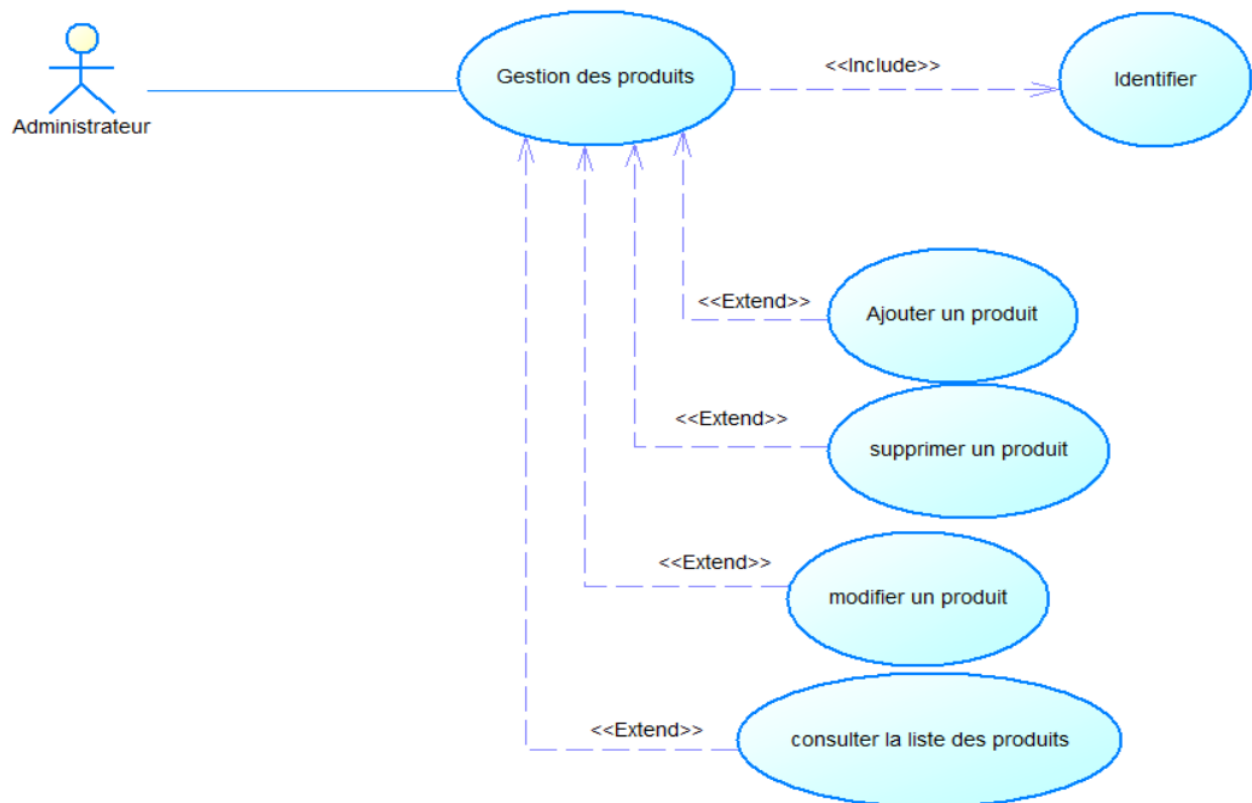 Gestion des produits
<<Include>>
Identifier
Administrateur
<<Extend>>
Ajouter un produit
<<Extend>>
supprimer un produit
<<Extend>>
modifier un produit
<<Extend>>
consulter la liste des produits